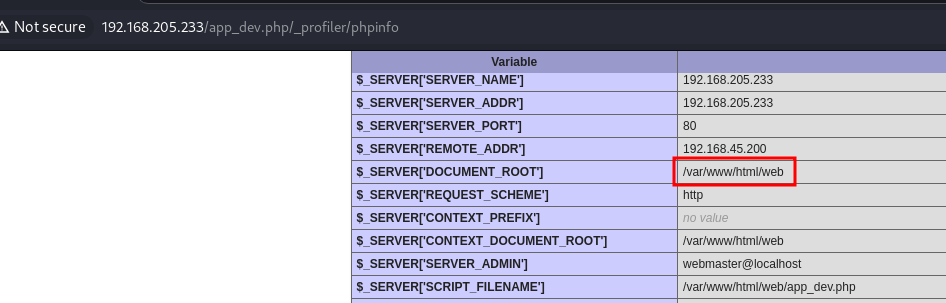 Not secure 192.168.205.233/app_dev.php/_profiler/phpinfo
Variable
$_SERVER['SERVER_NAME'] 192.168.205.233
$_SERVER['SERVER_ADDR'] 192.168.205.233
$_SERVER['SERVER_PORT'] 80
$_SERVER['REMOTE_ADDR'] 192.168.45.200
$_SERVER['DOCUMENT_ROOT'] /var/www/html/web
$_SERVER['REQUEST_SCHEME'] http
$_SERVER['CONTEXT_PREFIX'] no value
$_SERVER['CONTEXT_DOCUMENT_ROOT'] /var/www/html/web
$_SERVER['SERVER_ADMIN'] webmaster@localhost
$_SERVER['SCRIPT_FILENAME'] /var/www/html/web/app_dev.php